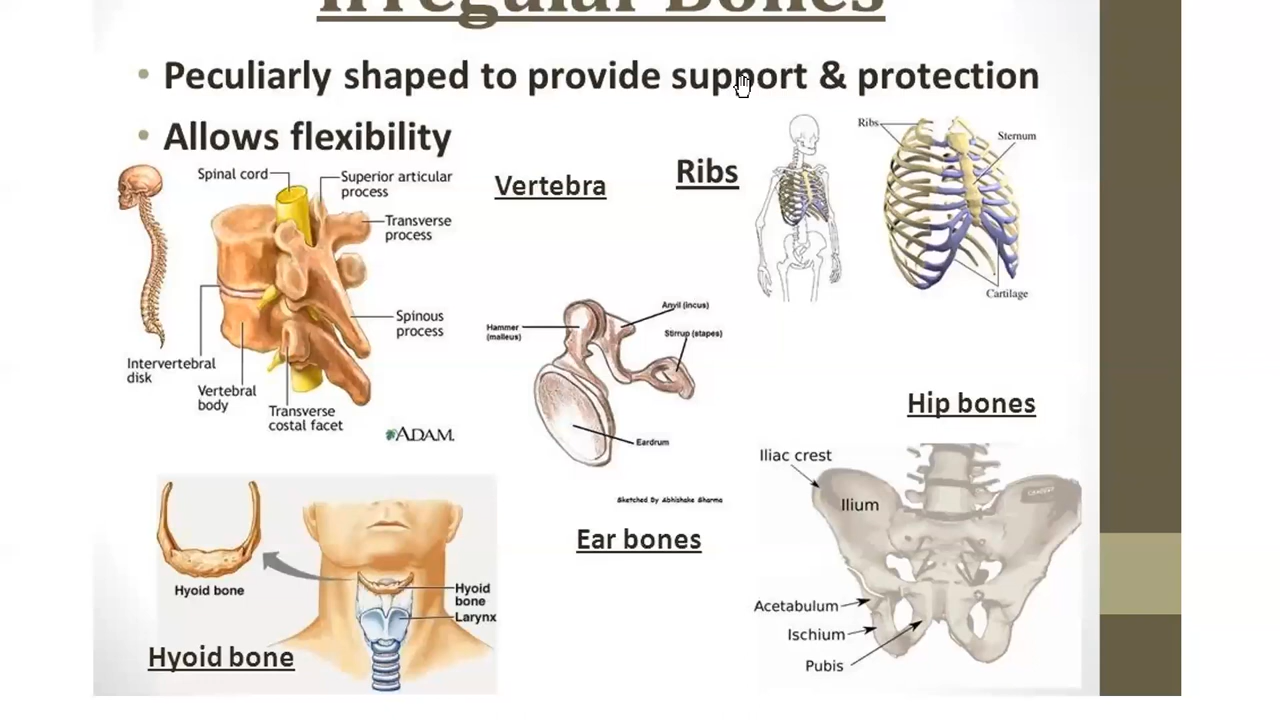 Irregular Bones
• Peculiarly shaped to provide support & protection
• Allows flexibility
Spinal cord
Superior articular
process
Transverse
process
Spinous
process
Intervertebral
disk
Vertebral
body
Transverse
costal facet
ADAM.
Vertebra
Ribs
Ribs
Sternum
Cartilage
Hammer
(malleus)
Anyil (incus)
Stirrup (stapes)
Eardrum
Sketched By Abhishake Sharma
Ear bones
Hip bones
Iliac crest
Ilium
Acetabulum
Ischium
Pubis
Hyoid bone
Hyoid
bone
Larynx
Hyoid bone